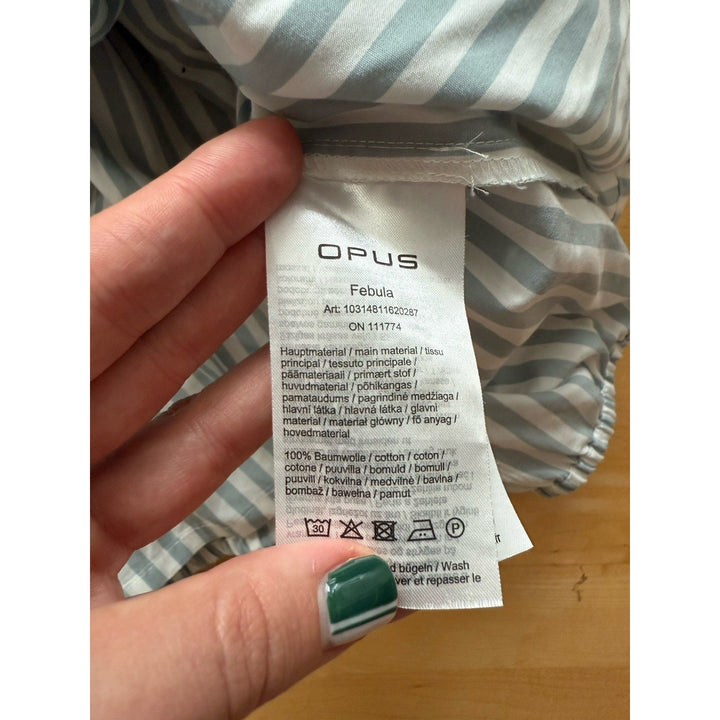 OPUS
Febula
Art: 10314811620287
ON 111774
Hauptmaterial / main material / tissu
principal / tessuto principale /
päämateriaali / primært stof /
huvudmaterial / põhikangas /
pamataudums / pagrindinė medžiaga /
hlavní látka / hlavná látka / glavni
material / materiał główny / fő anyag /
hovedmaterial
100% Baumwolle / cotton / coton /
cotone / puuvilla / bomuld / bomull /
puuvill / kokvilna / medvilnė / bavlna /
bombaž / bawełna / pamut
30 P
bügeln / Wash
et repasser le